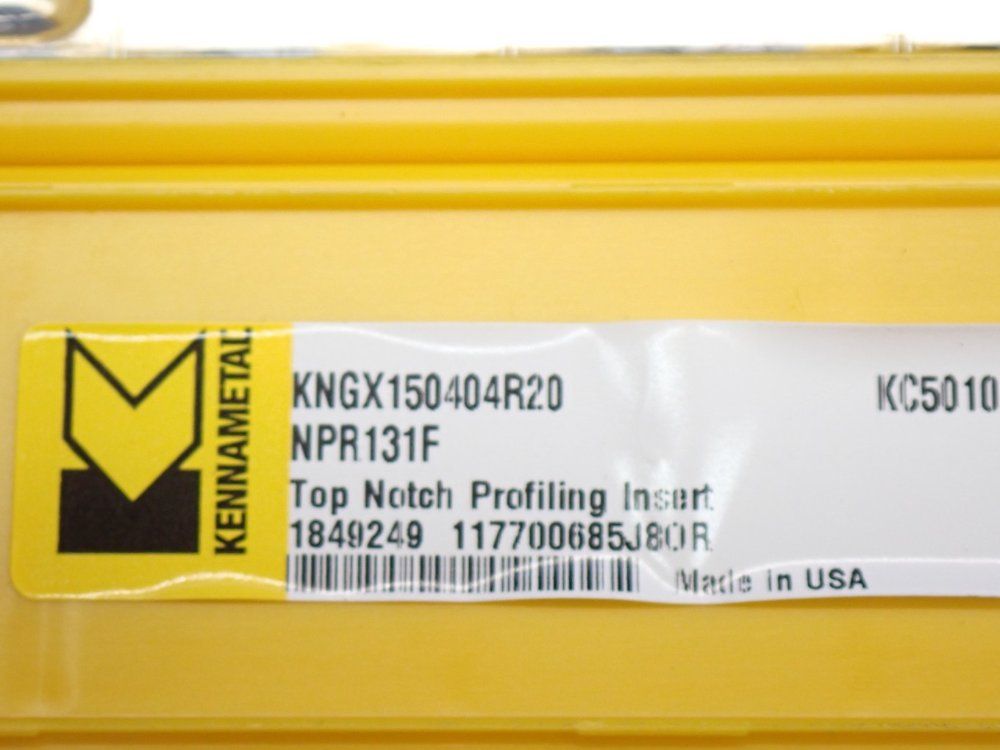 KENNAMETAL
KNGX150404R20 KC5010
NPR131F
Top Notch Profiling Insert
1849249 117700685J8OR
Made in USA